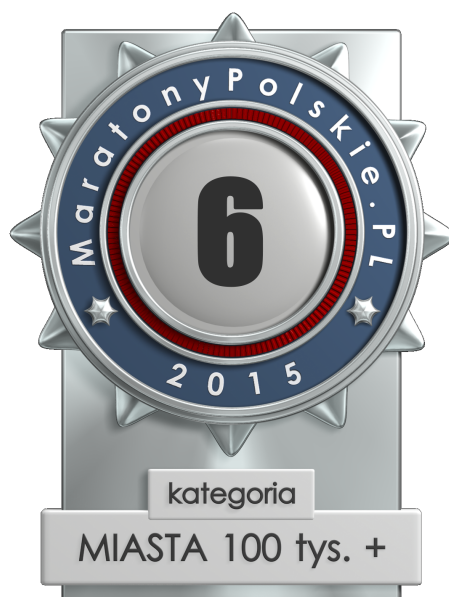 MaratonyPolskie.PL
6
2015
kategoria
MIASTA 100 tys. +